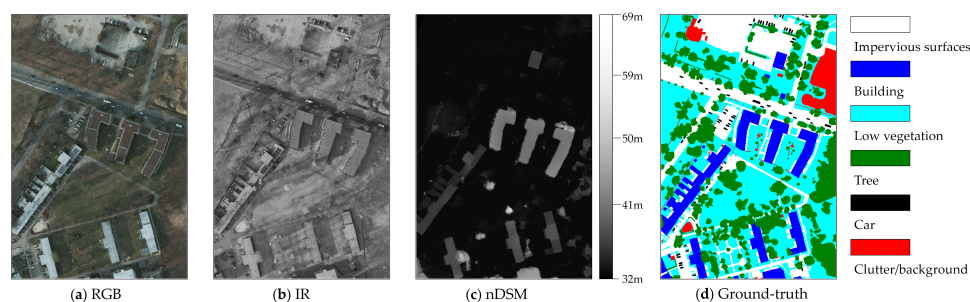 69m
59m
50m
41m
32m
Impervious surfaces
Building
Low vegetation
Tree
Car
Clutter/background
(a) RGB
(b) IR
(c) nDSM
(d) Ground-truth